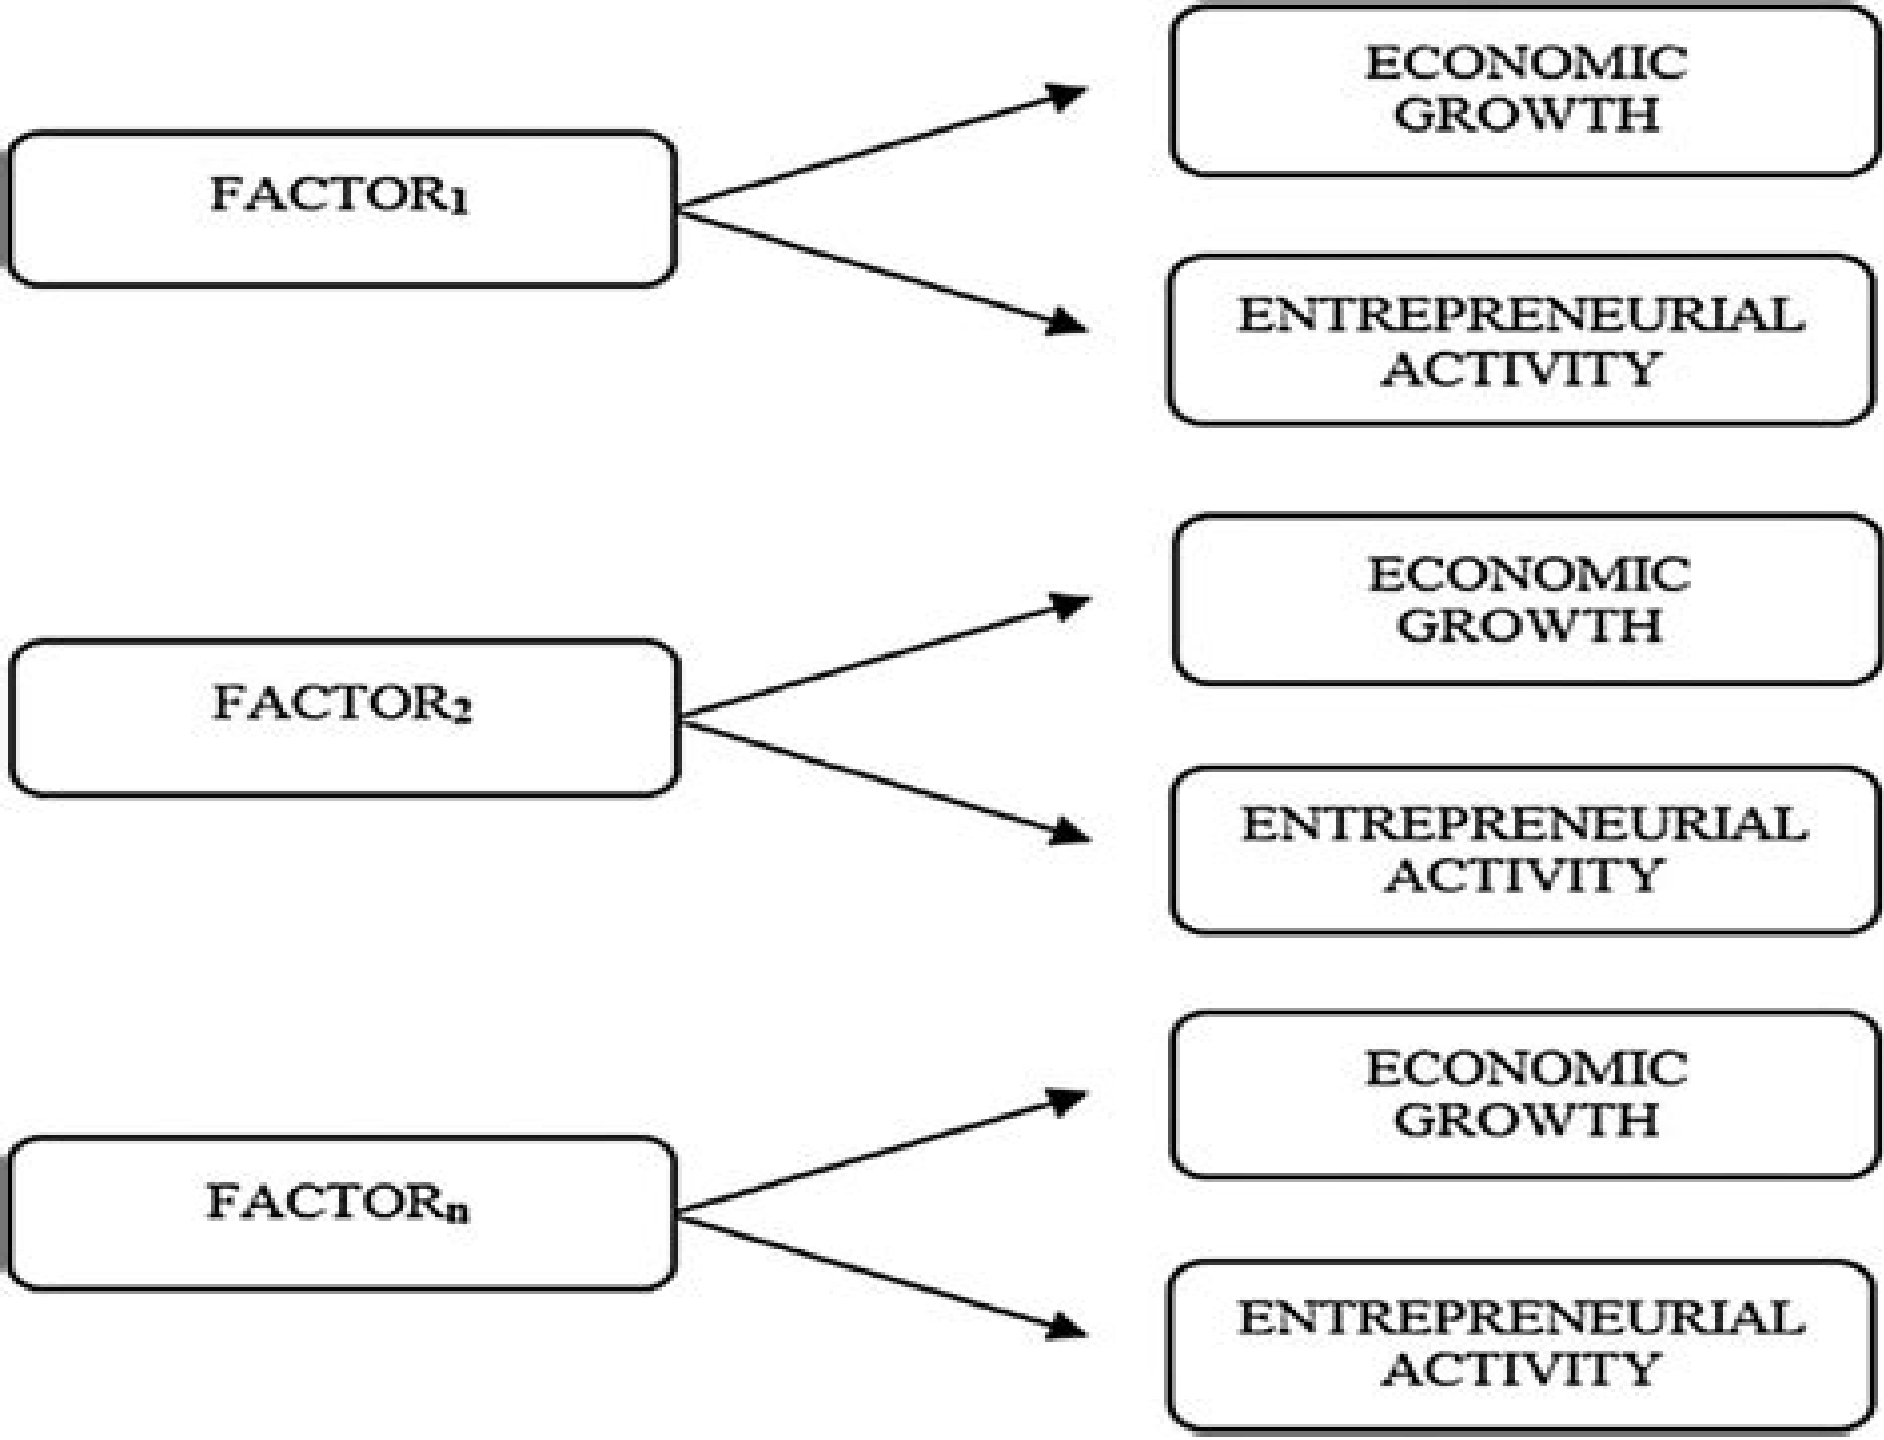 FACTOR₁
ECONOMIC
GROWTH
ENTREPRENEURIAL
ACTIVITY
FACTOR₂
ECONOMIC
GROWTH
ENTREPRENEURIAL
ACTIVITY
FACTORₙ
ECONOMIC
GROWTH
ENTREPRENEURIAL
ACTIVITY